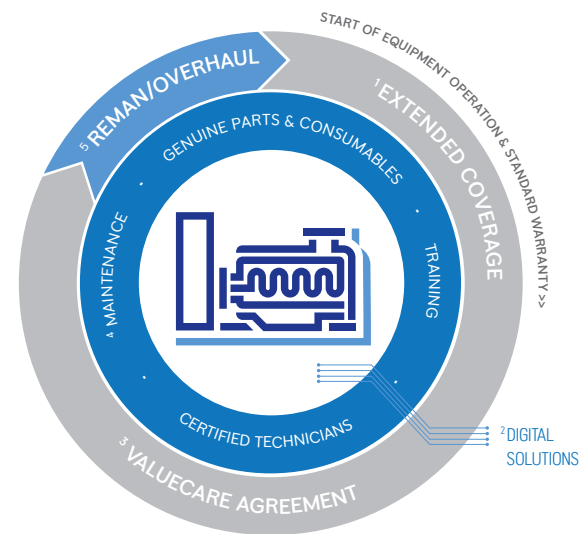 START OF EQUIPMENT OPERATION & STANDARD WARRANTY >>
1 EXTENDED COVERAGE
2 DIGITAL
SOLUTIONS
3 VALUECARE AGREEMENT
4 MAINTENANCE
5 REMAN/OVERHAUL
GENUINE PARTS & CONSUMABLES
TRAINING
CERTIFIED TECHNICIANS